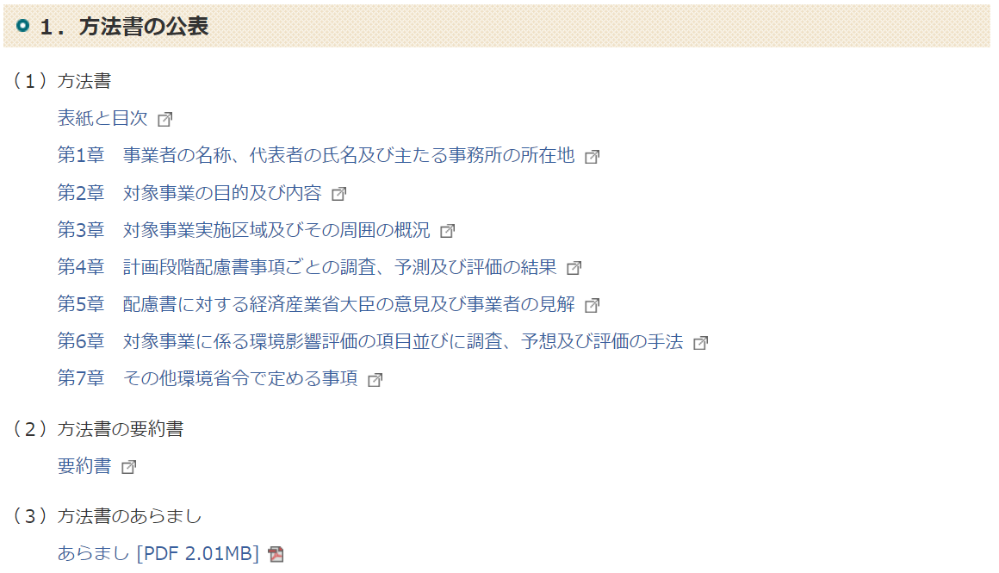 1．方法書の公表
（1）方法書
表紙と目次
第1章　事業者の名称、代表者の氏名及び主たる事務所の所在地
第2章　対象事業の目的及び内容
第3章　対象事業実施区域及びその周囲の概況
第4章　計画段階配慮書事項ごとの調査、予測及び評価の結果
第5章　配慮書に対する経済産業省大臣の意見及び事業者の見解
第6章　対象事業に係る環境影響評価の項目並びに調査、予想及び評価の手法
第7章　その他環境省令で定める事項
（2）方法書の要約書
要約書
（3）方法書のあらまし
あらまし [PDF 2.01MB]